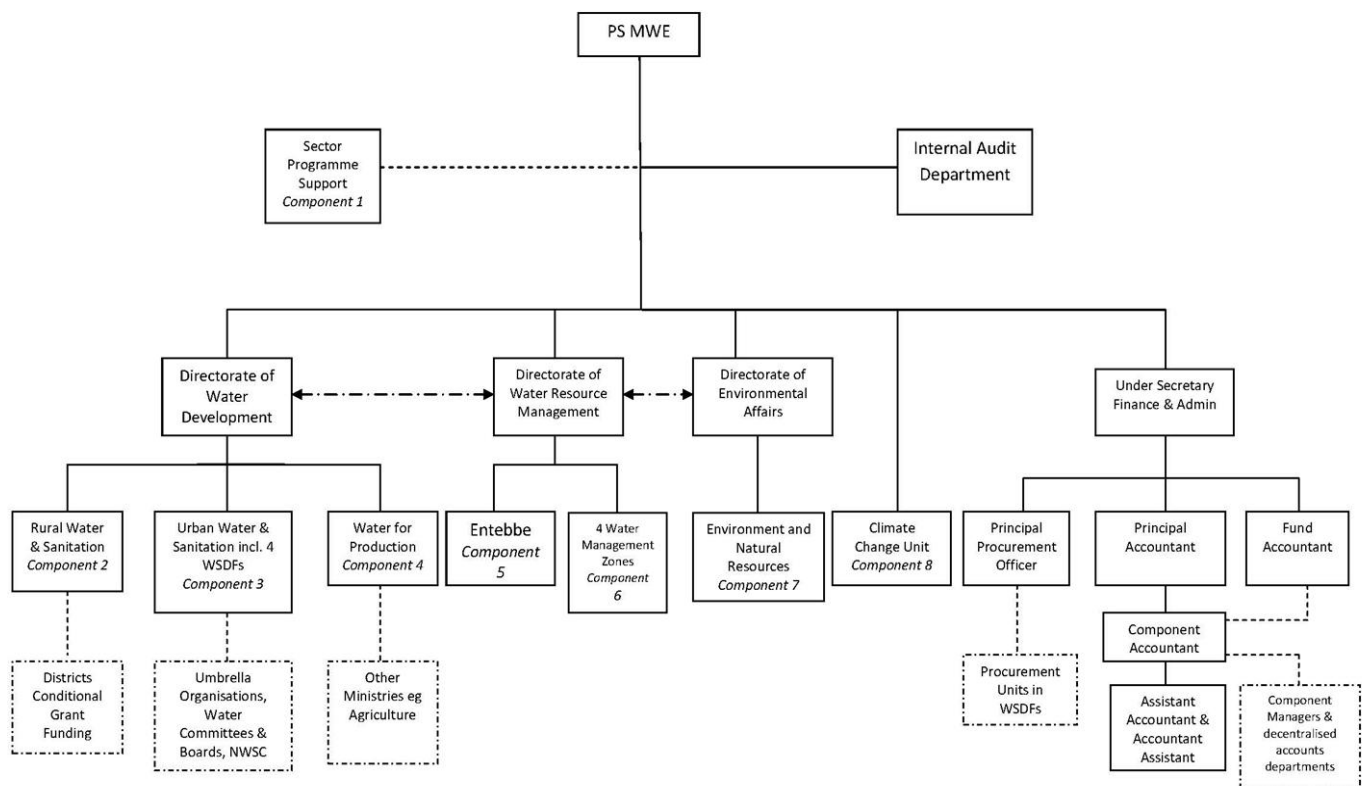 PS MWE
Sector
Programme
Support
Component 1
Internal Audit
Department
Directorate of
Water
Development
Directorate of
Water Resource
Management
Directorate of
Environmental
Affairs
Under Secretary
Finance & Admin
Rural Water
& Sanitation
Component 2
Urban Water &
Sanitation incl. 4
WSDFs
Component 3
Water for
Production
Component 4
Entebbe
Component
5
4 Water
Management
Zones
Component
6
Environment and
Natural
Resources
Component 7
Climate
Change Unit
Component 8
Principal
Procurement
Officer
Principal
Accountant
Fund
Accountant
Component
Accountant
Districts
Conditional
Grant
Funding
Umbrella
Organisations,
Water
Committees &
Boards, NWSC
Other
Ministries eg
Agriculture
Procurement
Units in
WSDFs
Assistant
Accountant &
Accountant
Assistant
Component
Managers &
decentralised
accounts
departments